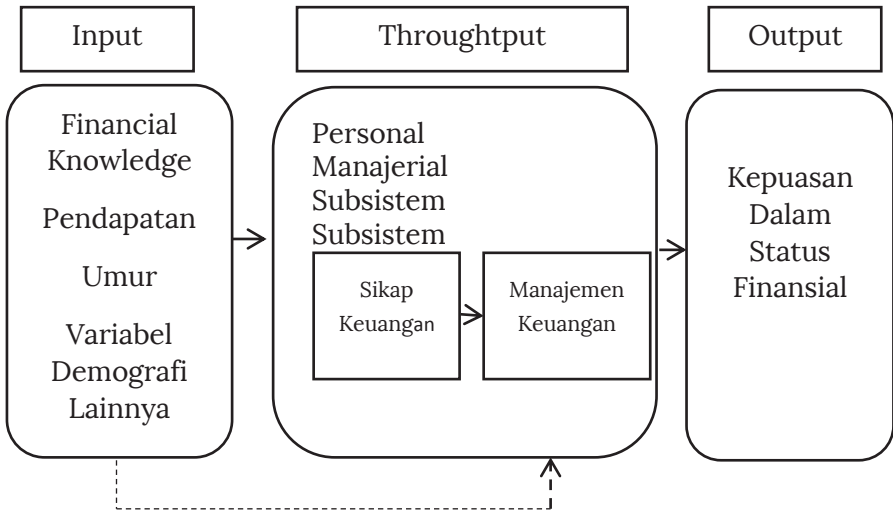 Input
Throughtput
Output
Financial
Knowledge
Pendapatan
Umur
Variabel
Demografi
Lainnya
Personal
Manajerial
Subsistem
Subsistem
Sikap
Keuangan
Manajemen
Keuangan
Kepuasan
Dalam
Status
Finansial